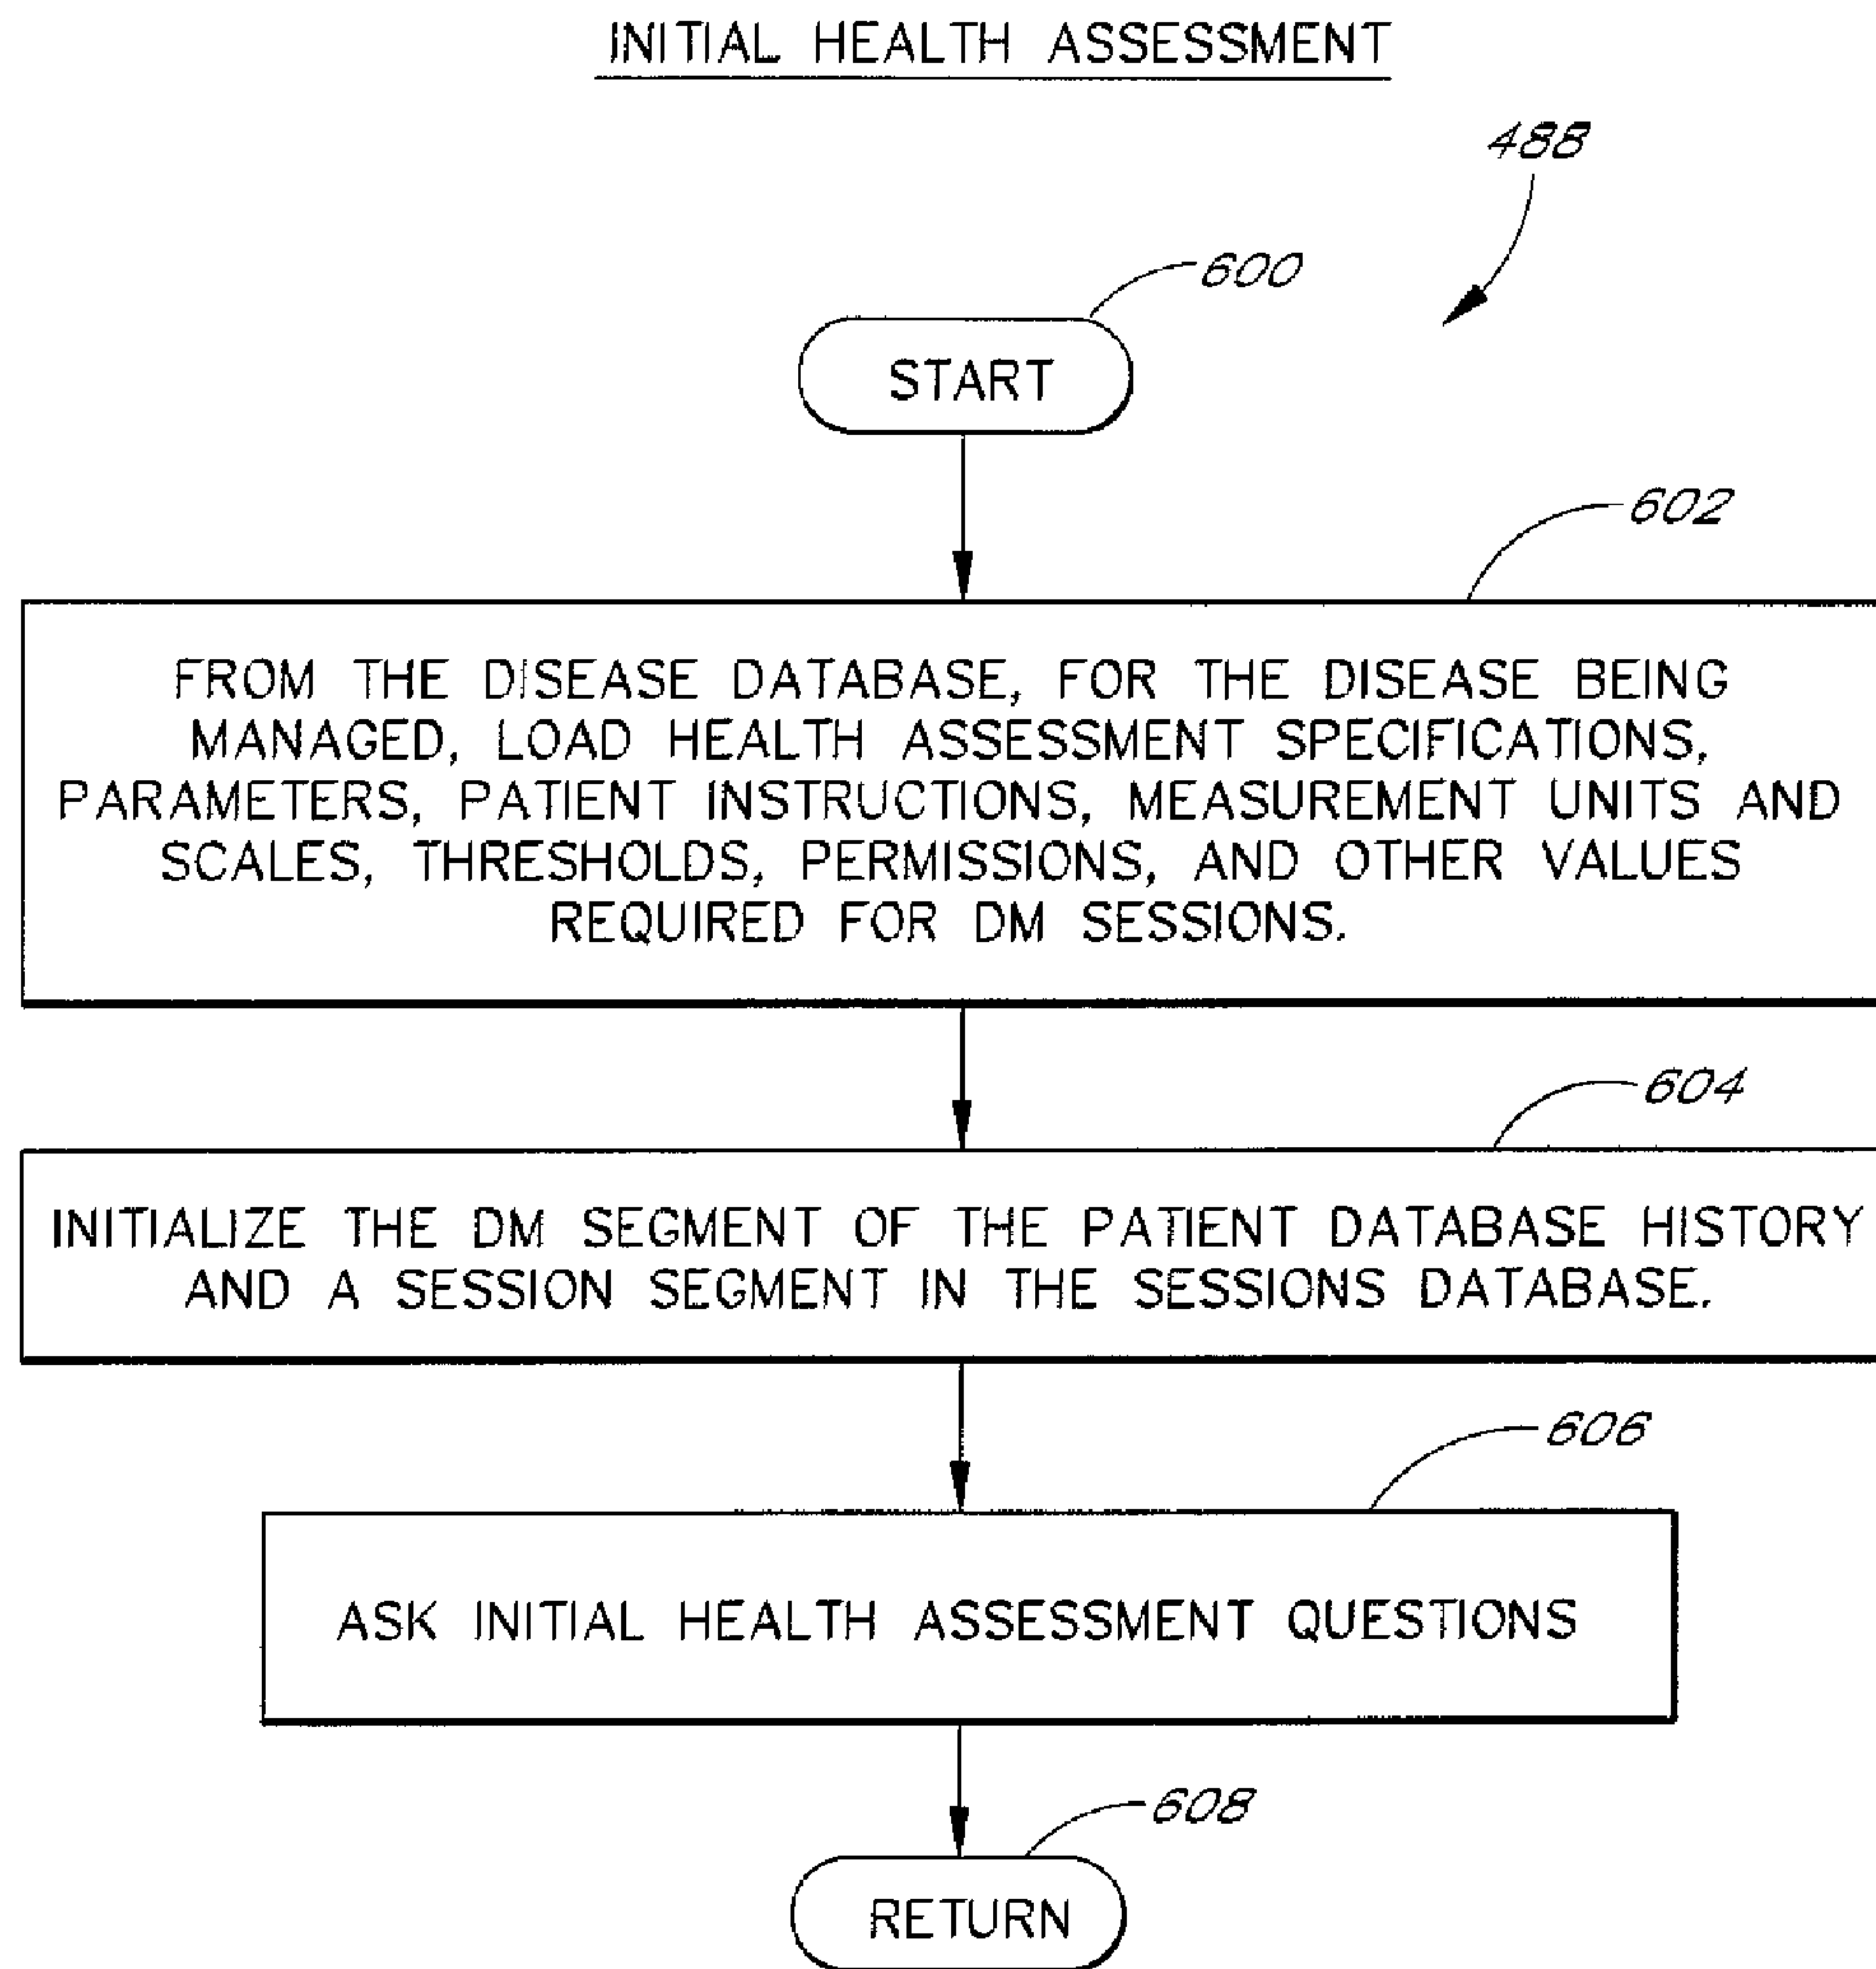 INITIAL HEALTH ASSESSMENT
488
600
START
602
FROM THE DISEASE DATABASE, FOR THE DISEASE BEING
MANAGED, LOAD HEALTH ASSESSMENT SPECIFICATIONS,
PARAMETERS, PATIENT INSTRUCTIONS, MEASUREMENT UNITS AND
SCALES, THRESHOLDS, PERMISSIONS, AND OTHER VALUES
REQUIRED FOR DM SESSIONS.
604
INITIALIZE THE DM SEGMENT OF THE PATIENT DATABASE HISTORY
AND A SESSION SEGMENT IN THE SESSIONS DATABASE.
606
ASK INITIAL HEALTH ASSESSMENT QUESTIONS
608
RETURN